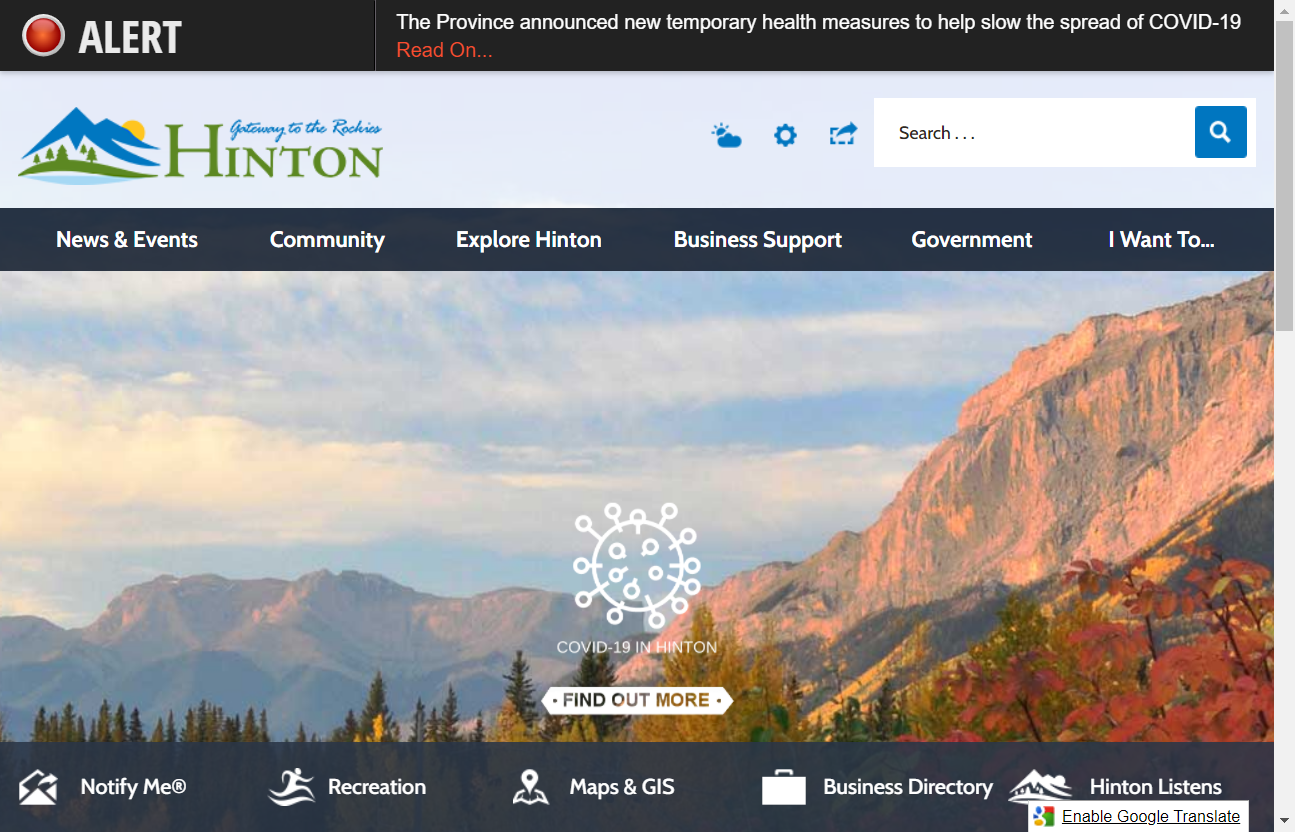 ALERT
The Province announced new temporary health measures to help slow the spread of COVID-19
Read On...
Gateway to the Rockies
HINTON
Search . . .
News & Events
Community
Explore Hinton
Business Support
Government
I Want To...
COVID-19 IN HINTON
· FIND OUT MORE ·
Notify Me®
Recreation
Maps & GIS
Business Directory
Hinton Listens
Enable Google Translate